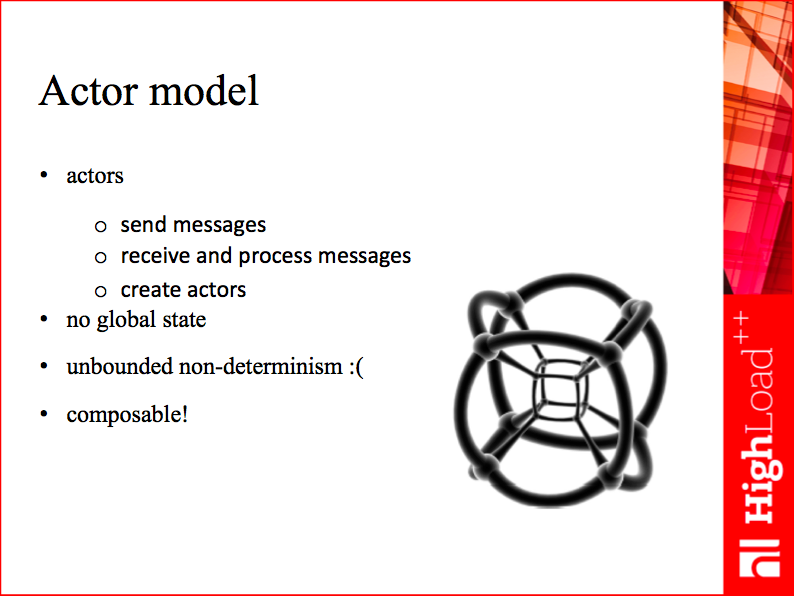 Actor model
• actors
o send messages
o receive and process messages
o create actors
• no global state
• unbounded non-determinism :(
• composable!
HighLoad++